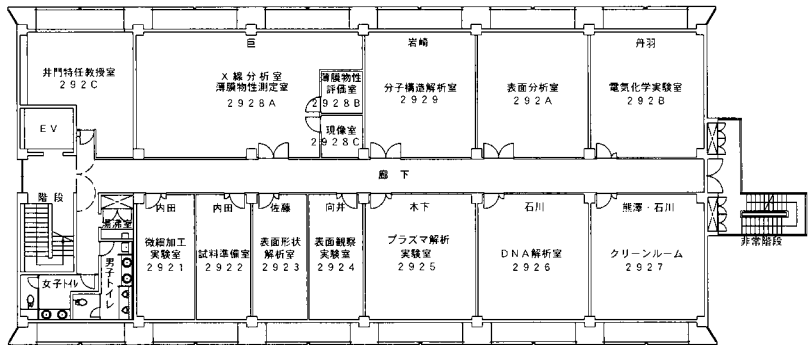 井門特任教授室
292C
巨
X線分析室
薄膜物性測定室
2928A
薄膜物性
評価室
2928B
現像室
2928C
岩崎
分子構造解析室
2929
表面分析室
292A
丹羽
電気化学実験室
292B
EV
廊下
階段
湯沸室
女子トイレ
男子トイレ
内田
微細加工
実験室
2921
内田
試料準備室
2922
佐藤
表面形状
解析室
2923
向井
表面観察
実験室
2924
木下
プラズマ解析
実験室
2925
石川
DNA解析室
2926
熊澤・石川
クリーンルーム
2927
非常階段